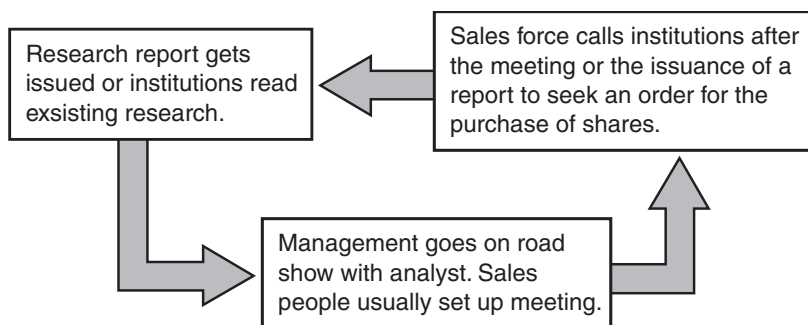 Research report gets
issued or institutions read
exsisting research.
Sales force calls institutions after
the meeting or the issuance of a
report to seek an order for the
purchase of shares.
Management goes on road
show with analyst. Sales
people usually set up meeting.